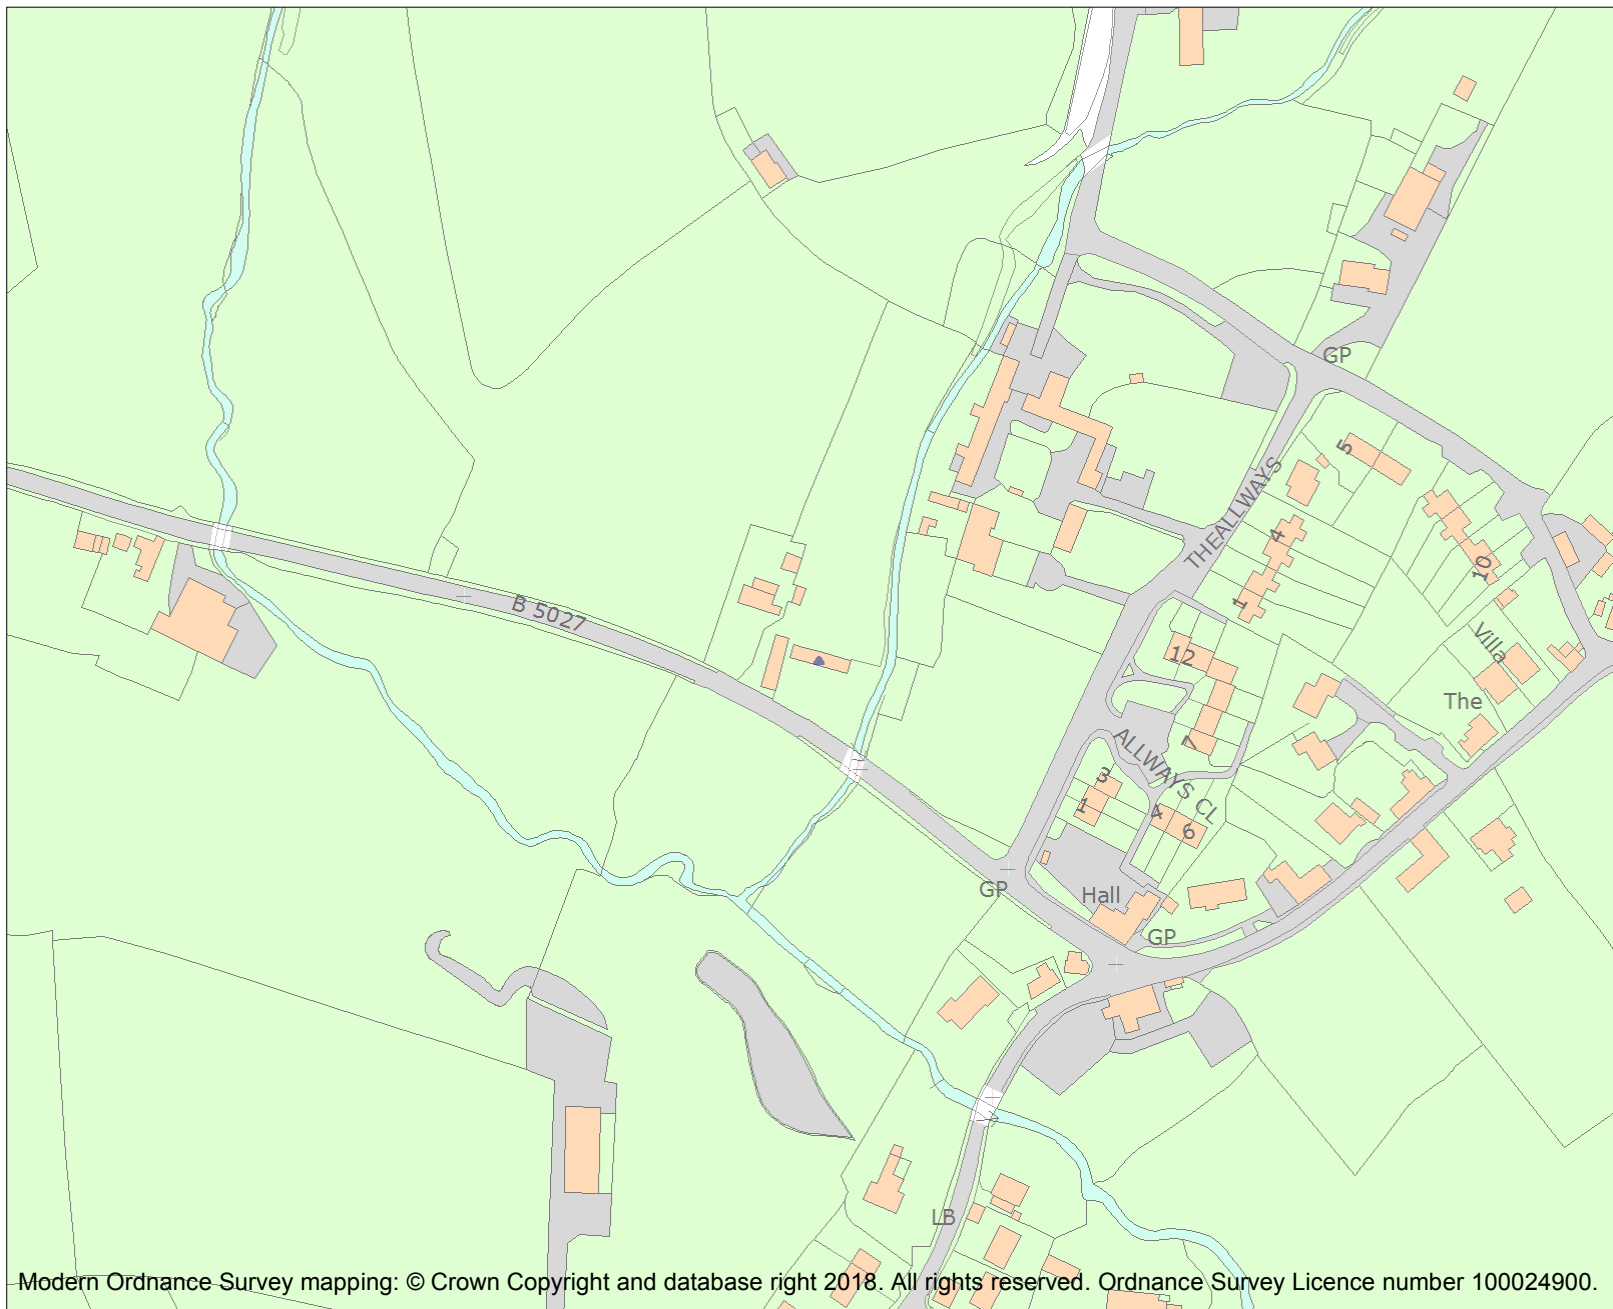 GP
5
THEALLWAYS
4
10
1
B 5027
Villa
12
The
7
ALLWAYS CL
3
1
4
6
GP
Hall
GP
LB
Modern Ordnance Survey mapping: © Crown Copyright and database right 2018. All rights reserved. Ordnance Survey Licence number 100024900.